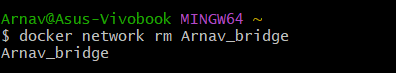 Arnav@Asus-Vivobook MINGW64 ~
$ docker network rm Arnav_bridge
Arnav_bridge